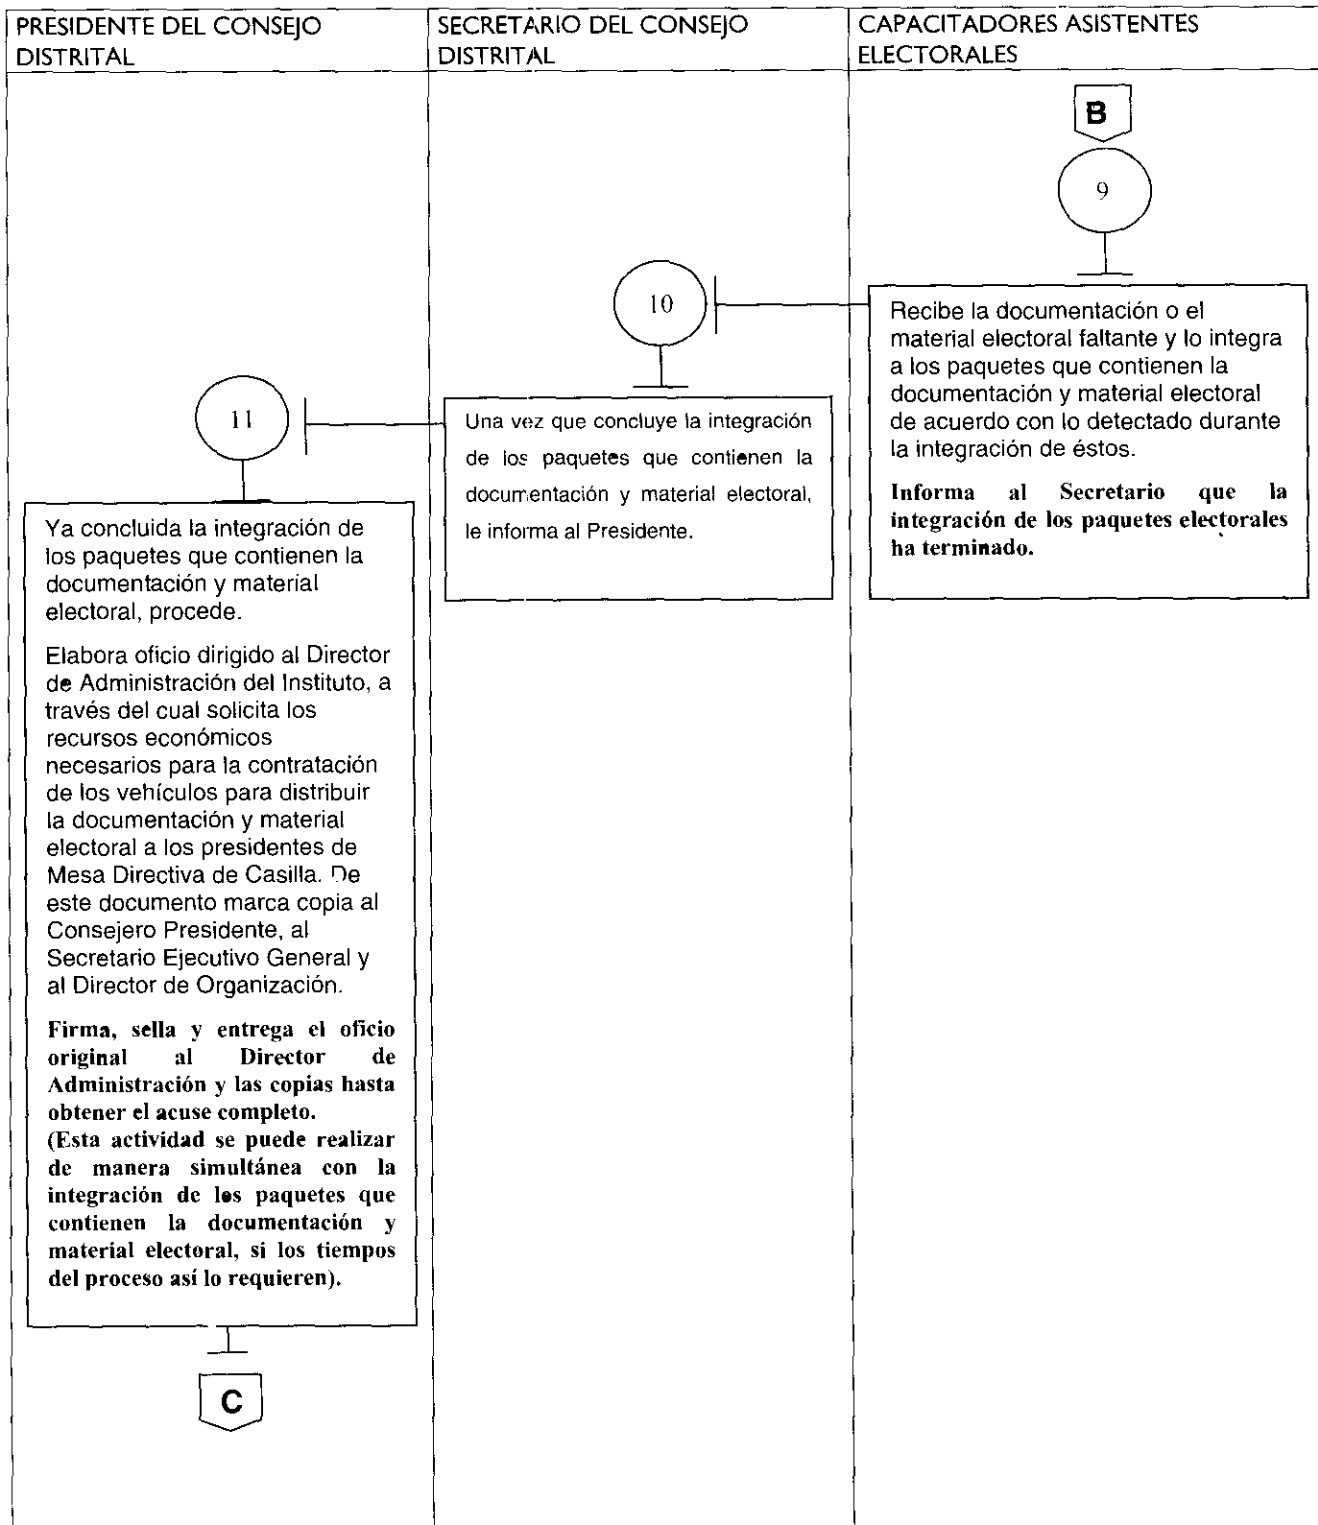 PRESIDENTE DEL CONSEJO
DISTRITAL
SECRETARIO DEL CONSEJO
DISTRITAL
CAPACITADORES ASISTENTES
ELECTORALES
B
9
Recibe la documentación o el
material electoral faltante y lo integra
a los paquetes que contienen la
documentación y material electoral
de acuerdo con lo detectado durante
la integración de éstos.
Informa al Secretario que la
integración de los paquetes electorales
ha terminado.
10
Una vez que concluye la integración
de los paquetes que contienen la
documentación y material electoral,
le informa al Presidente.
11
Ya concluida la integración de
los paquetes que contienen la
documentación y material
electoral, procede.
Elabora oficio dirigido al Director
de Administración del Instituto, a
través del cual solicita los
recursos económicos
necesarios para la contratación
de los vehículos para distribuir
la documentación y material
electoral a los presidentes de
Mesa Directiva de Casilla. De
este documento marca copia al
Consejero Presidente, al
Secretario Ejecutivo General y
al Director de Organización.
Firma, sella y entrega el oficio
original al Director de
Administración y las copias hasta
obtener el acuse completo.
(Esta actividad se puede realizar
de manera simultánea con la
integración de los paquetes que
contienen la documentación y
material electoral, si los tiempos
del proceso así lo requieren).
C